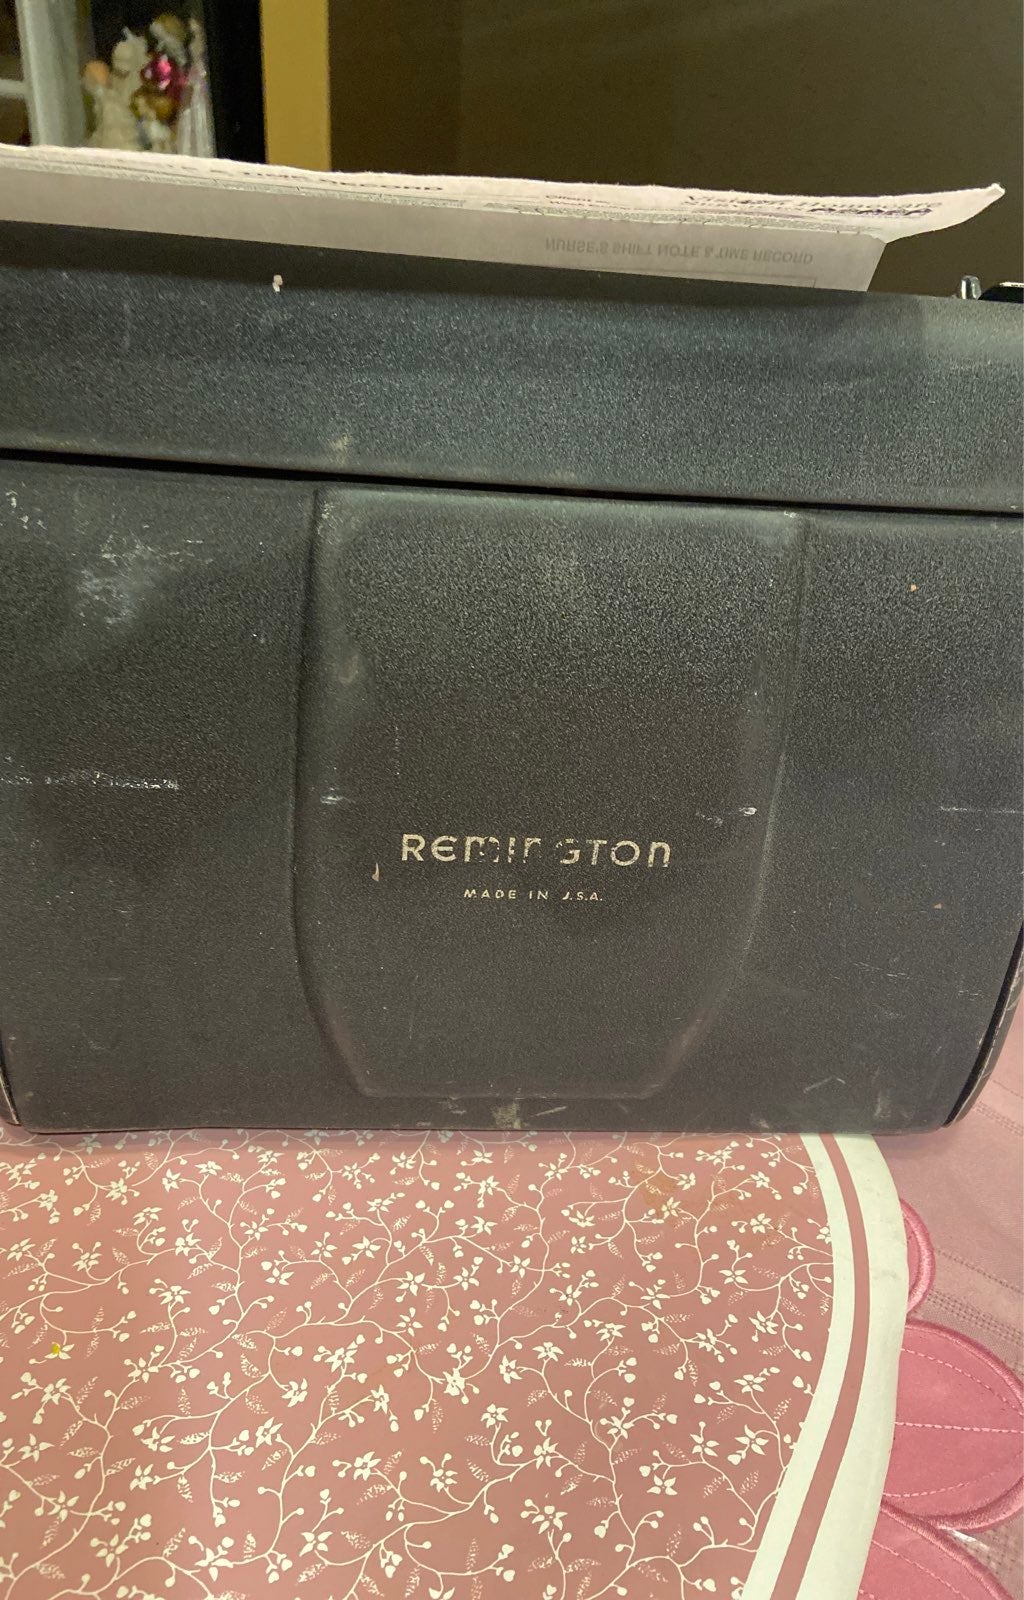 NURSE'S SHIFT NOTE & TIME RECORD
REMINGTON
MADE IN U.S.A.